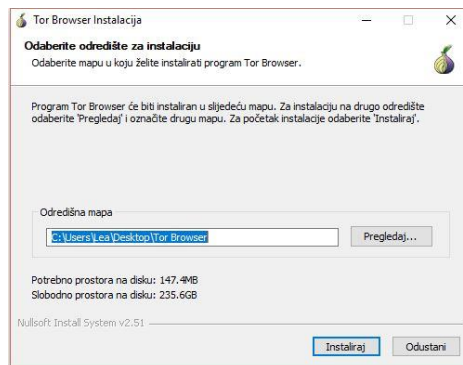 Tor Browser Instalacija
Odaberite odredište za instalaciju
Odaberite mapu u koju želite instalirati program Tor Browser.
Program Tor Browser će biti instaliran u slijedeću mapu. Za instalaciju na drugo odredište
odaberite 'Pregledaj' i označite drugu mapu. Za početak instalacije odaberite 'Instaliraj'.
Odredišna mapa
C:\Users\Lea\Desktop\Tor Browser
Pregledaj...
Potrebno prostora na disku: 147.4MB
Slobodno prostora na disku: 235.6GB
Nullsoft Install System v2.51
Instaliraj Odustani